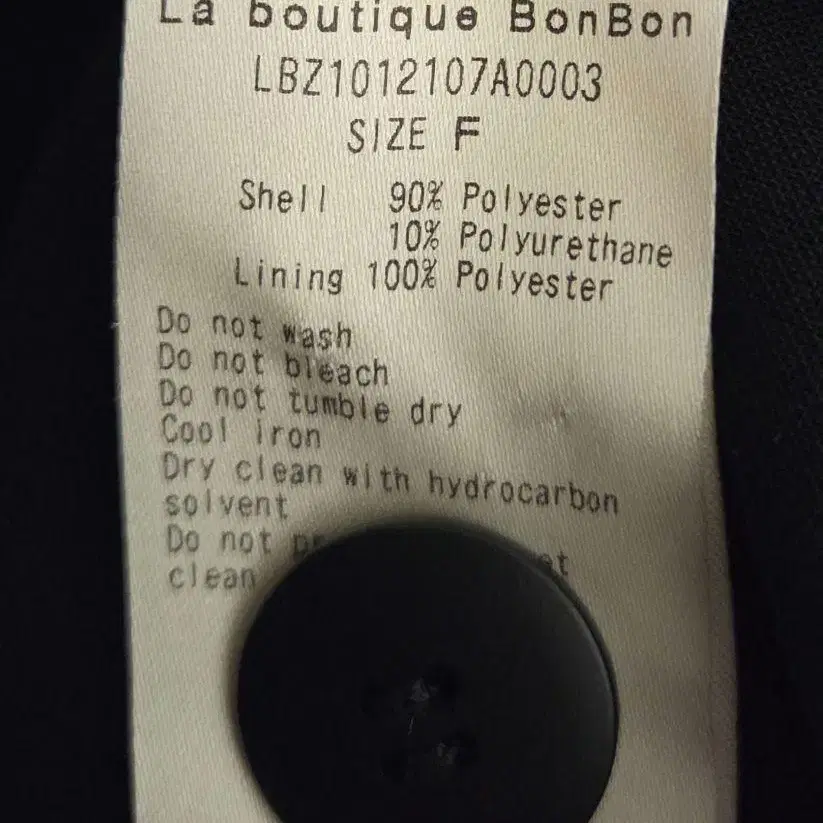 La boutique BonBon
LBZ1012107A0003
SIZE F
Shell 90% Polyester
10% Polyurethane
Lining 100% Polyester
Do not wash
Do not bleach
Do not tumble dry
Cool iron
Dry clean with hydrocarbon
solvent
Do not
clean